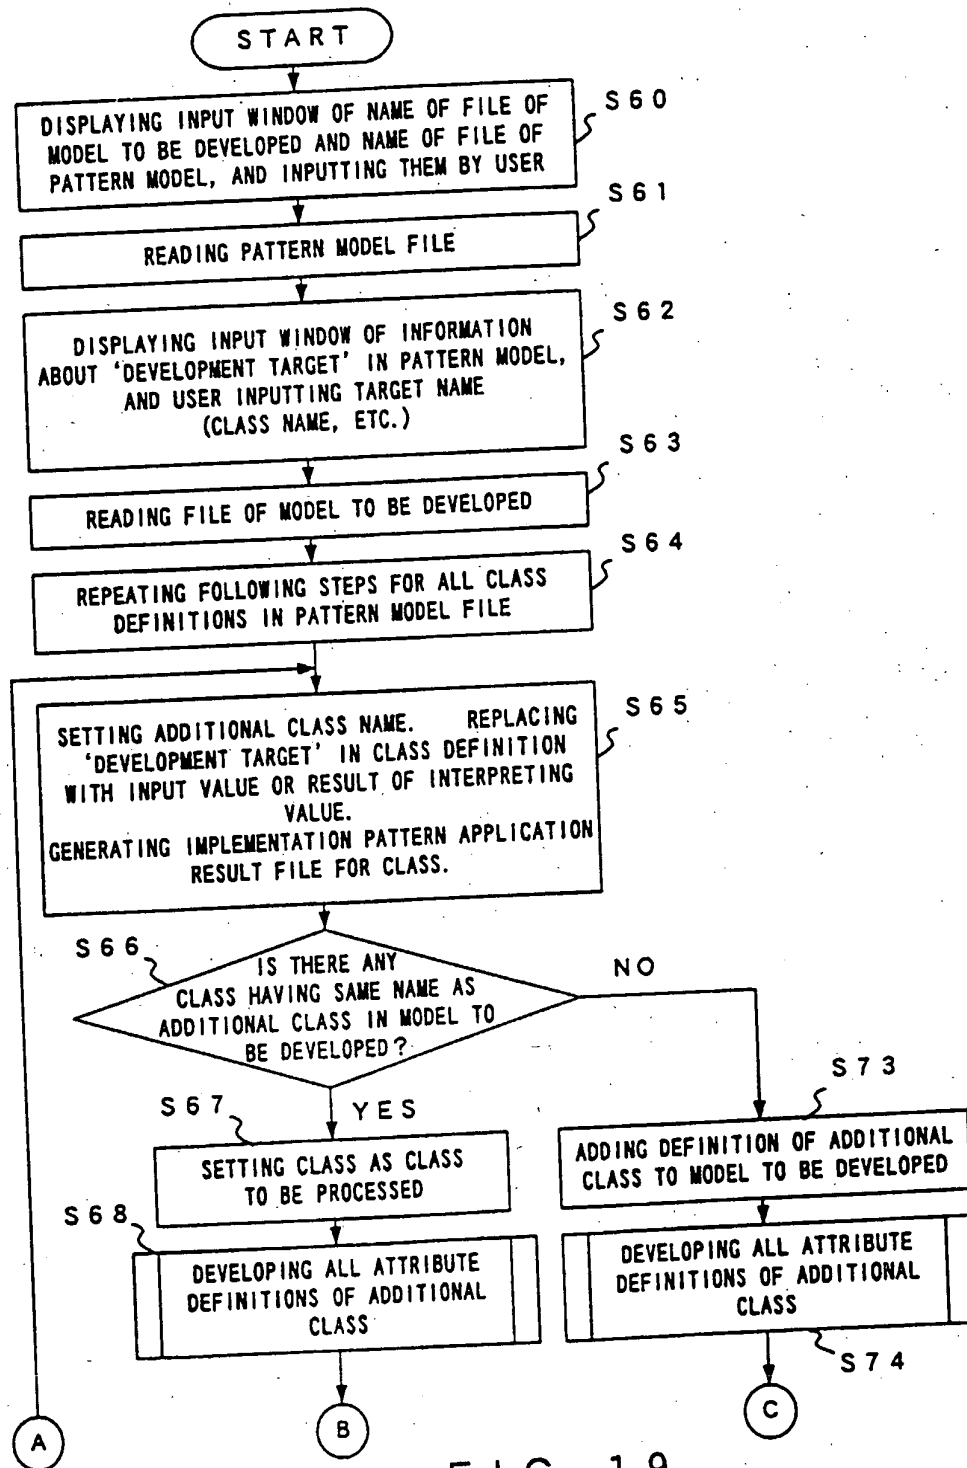 START
S60
DISPLAYING INPUT WINDOW OF NAME OF FILE OF
MODEL TO BE DEVELOPED AND NAME OF FILE OF
PATTERN MODEL, AND INPUTTING THEM BY USER
S61
READING PATTERN MODEL FILE
S62
DISPLAYING INPUT WINDOW OF INFORMATION
ABOUT ‘DEVELOPMENT TARGET’ IN PATTERN MODEL,
AND USER INPUTTING TARGET NAME
(CLASS NAME, ETC.)
S63
READING FILE OF MODEL TO BE DEVELOPED
S64
REPEATING FOLLOWING STEPS FOR ALL CLASS
DEFINITIONS IN PATTERN MODEL FILE
S65
SETTING ADDITIONAL CLASS NAME. REPLACING
‘DEVELOPMENT TARGET’ IN CLASS DEFINITION
WITH INPUT VALUE OR RESULT OF INTERPRETING
VALUE.
GENERATING IMPLEMENTATION PATTERN APPLICATION
RESULT FILE FOR CLASS.
S66
IS THERE ANY
CLASS HAVING SAME NAME AS
ADDITIONAL CLASS IN MODEL TO
BE DEVELOPED?
NO
YES
S67
SETTING CLASS AS CLASS
TO BE PROCESSED
S73
ADDING DEFINITION OF ADDITIONAL
CLASS TO MODEL TO BE DEVELOPED
S68
DEVELOPING ALL ATTRIBUTE
DEFINITIONS OF ADDITIONAL
CLASS
DEVELOPING ALL ATTRIBUTE
DEFINITIONS OF ADDITIONAL
CLASS
S74
A
B
C
FIG. 19